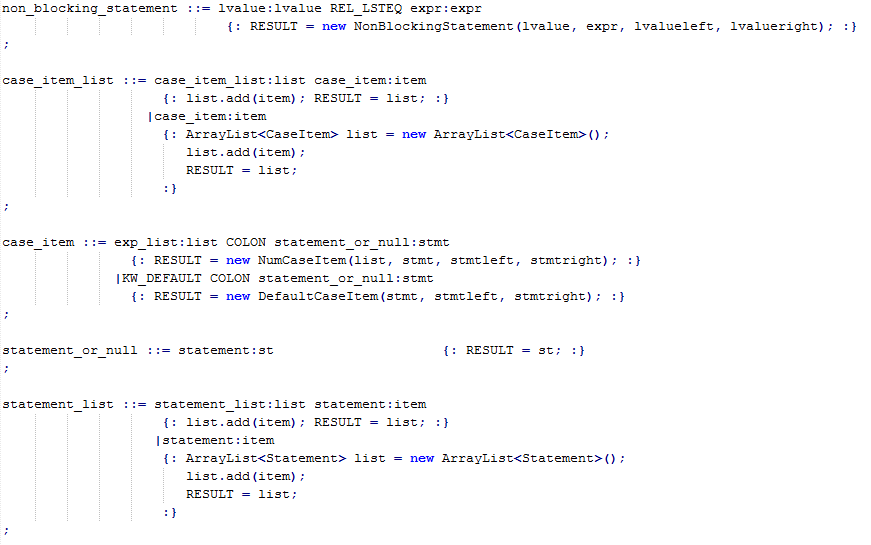 non_blocking_statement ::= lvalue:lvalue REL_LSTEQ expr:expr
{: RESULT = new NonBlockingStatement(lvalue, expr, lvalueleft, lvalueright); :}
;
case_item_list ::= case_item_list:list case_item:item
{: list.add(item); RESULT = list; :}
|case_item:item
{: ArrayList<CaseItem> list = new ArrayList<CaseItem>();
list.add(item);
RESULT = list;
:}
;
case_item ::= exp_list:list COLON statement_or_null:stmt
{: RESULT = new NumCaseItem(list, stmt, stmtleft, stmtright); :}
|KW_DEFAULT COLON statement_or_null:stmt
{: RESULT = new DefaultCaseItem(stmt, stmtleft, stmtright); :}
;
statement_or_null ::= statement:st {: RESULT = st; :}
;
statement_list ::= statement_list:list statement:item
{: list.add(item); RESULT = list; :}
|statement:item
{: ArrayList<Statement> list = new ArrayList<Statement>();
list.add(item);
RESULT = list;
:}
;